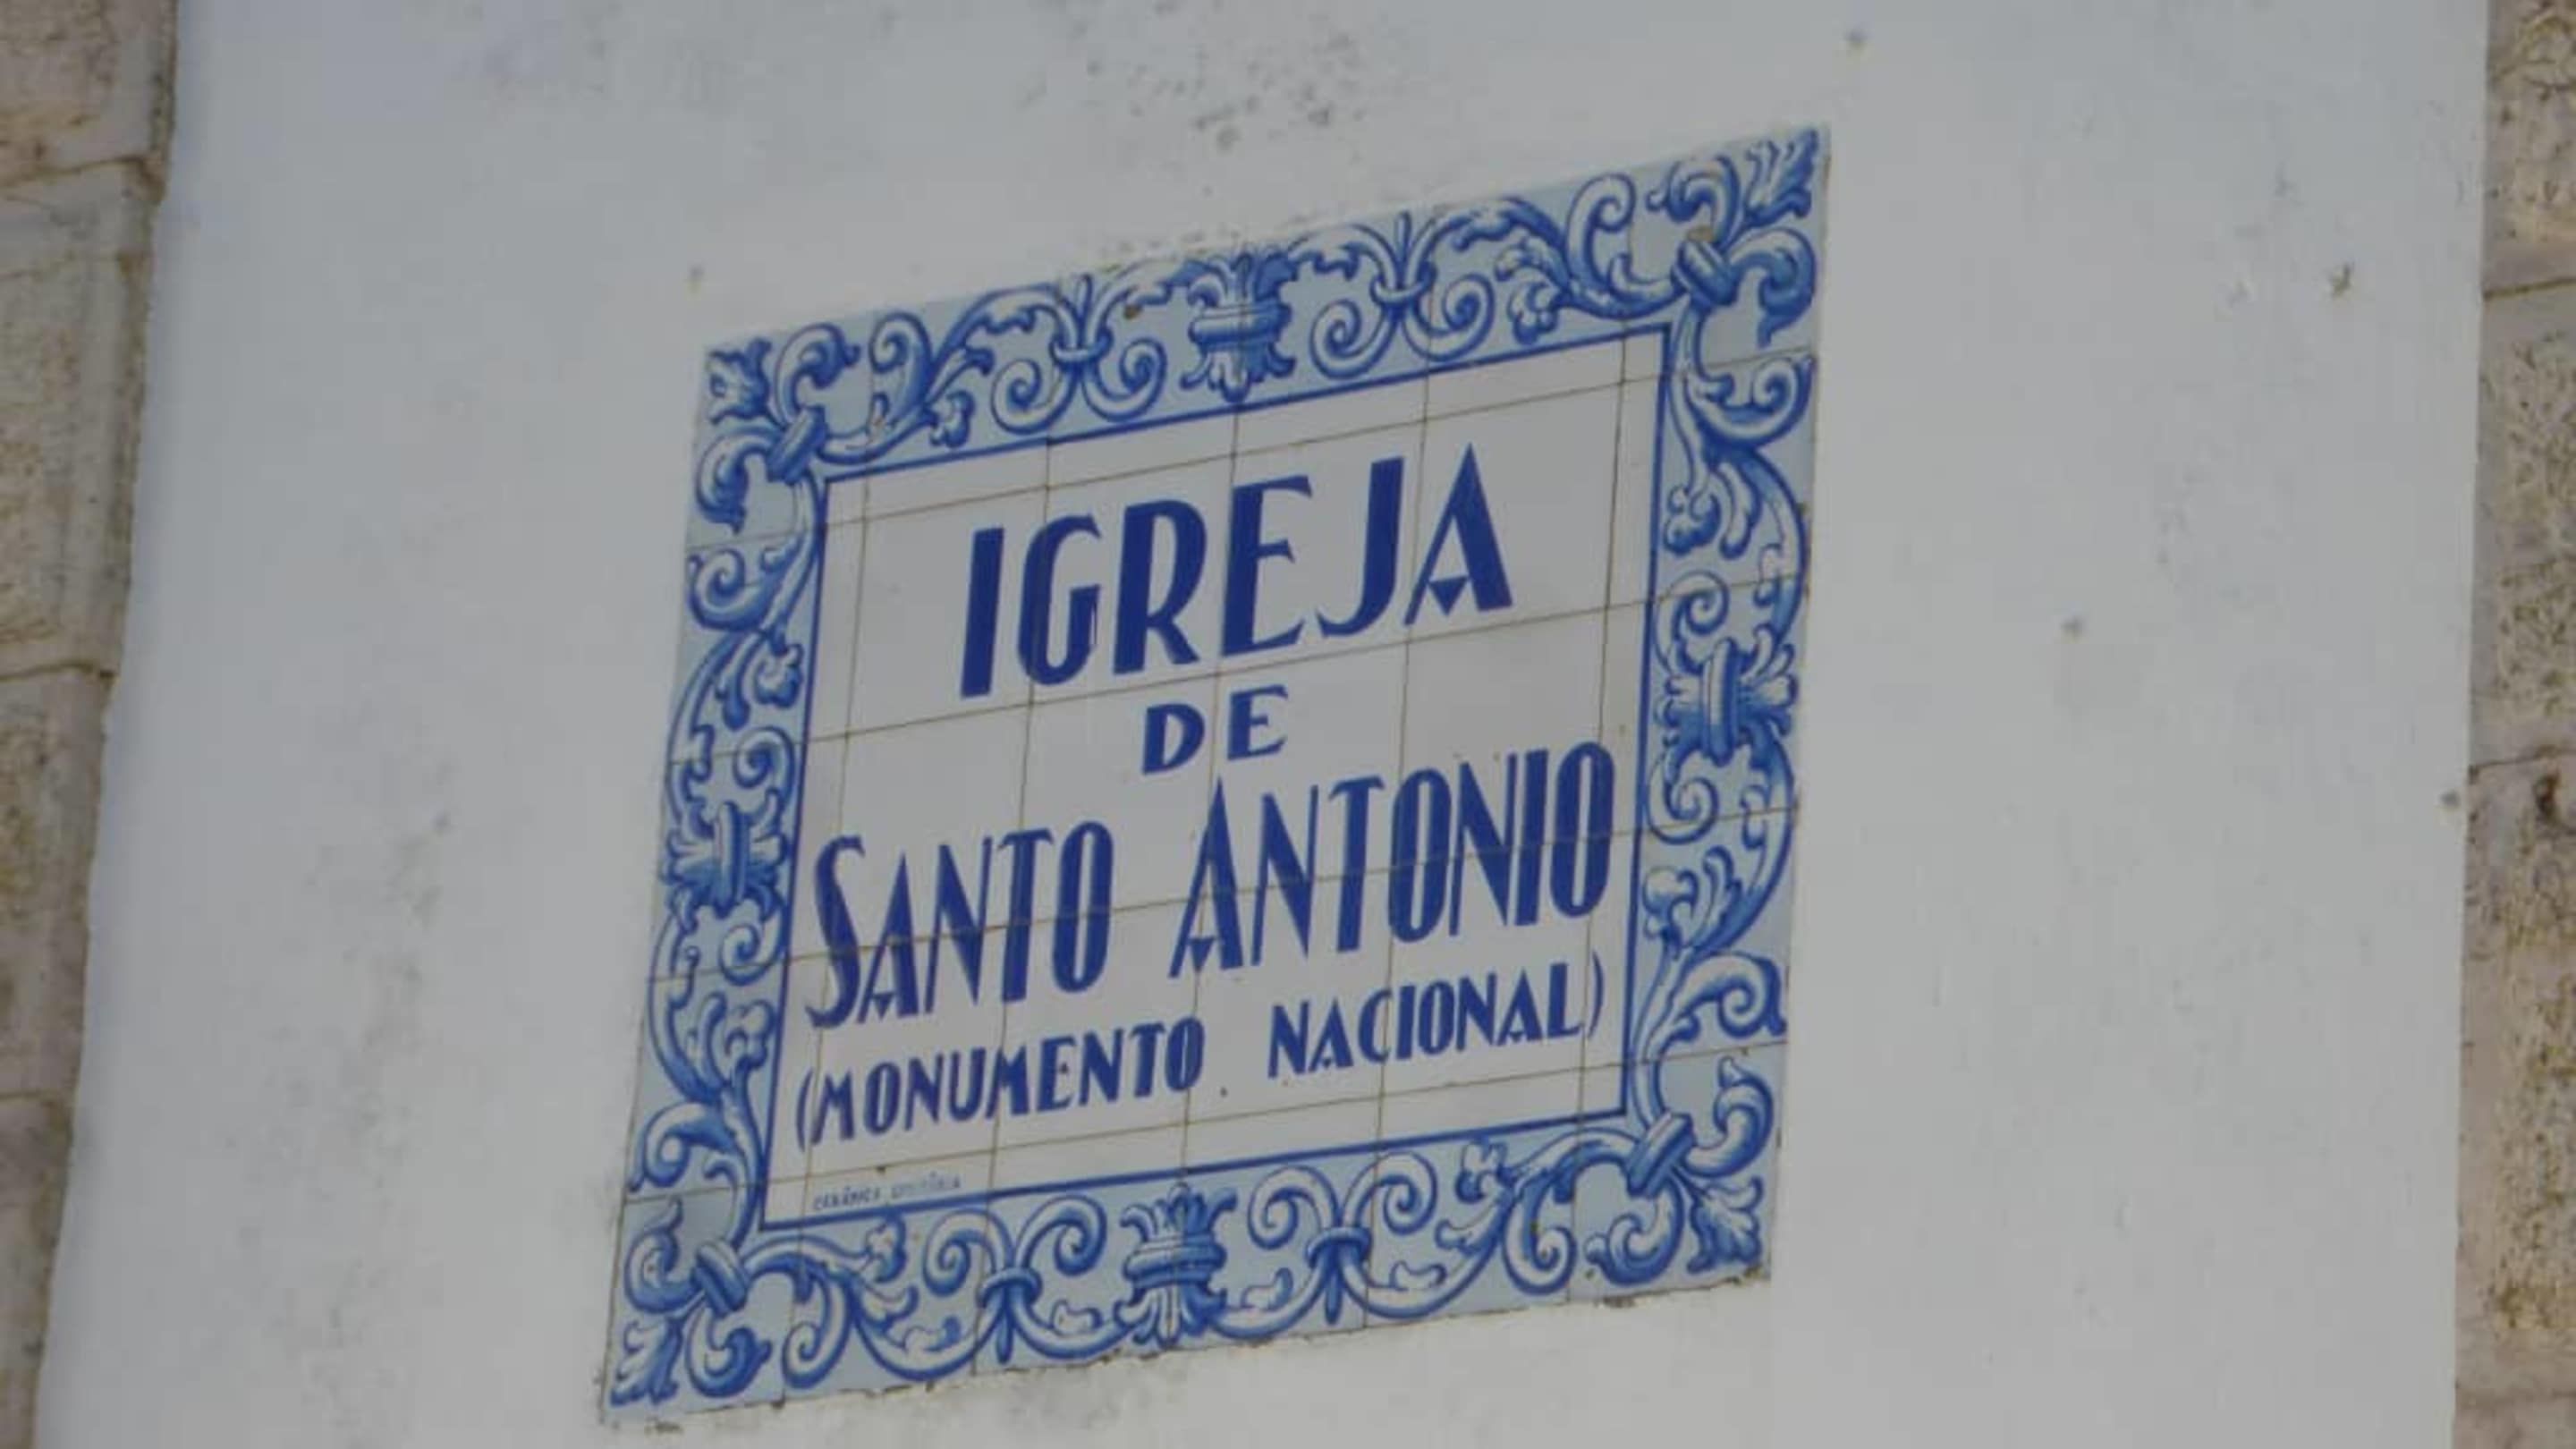 IGREJA
DE
SANTO ANTONIO
(MONUMENTO NACIONAL)